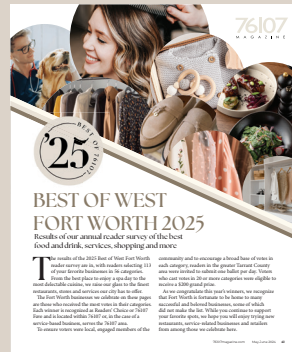 76107
MAGAZINE
BEST OF 76107
'25
BEST OF WEST
FORT WORTH 2025
Results of our annual reader survey of the best
food and drink, services, shopping and more
The results of the 2025 Best of West Fort Worth
reader survey are in, with readers selecting 113
of your favorite businesses in 56 categories.
From the best place to enjoy a spa day to the
most delectable cuisine, we raise our glass to the finest
restaurants, stores and services our city has to offer.
The Fort Worth businesses we celebrate on these pages
are those who received the most votes in their categories.
Each winner is recognized as Readers' Choice or 76107
Five and is located within 76107 or, in the case of a
service-based business, serves the 76107 area.
To ensure voters were local, engaged members of the
community and to encourage a broad base of votes in
each category, readers in the greater Tarrant County
area were invited to submit one ballot per day. Voters
who cast votes in 20 or more categories were eligible to
receive a $200 grand prize.
As we congratulate this year's winners, we recognize
that Fort Worth is fortunate to be home to many
successful and beloved businesses, some of which
did not make the list. While you continue to support
your favorite spots, we hope you will enjoy trying new
restaurants, service-related businesses and retailers
from among those we celebrate here.